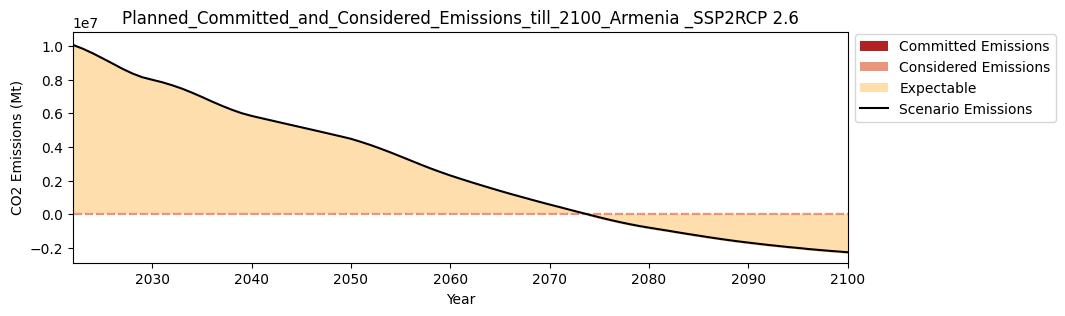 Planned_Committed_and_Considered_Emissions_till_2100_Armenia _SSP2RCP 2.6
1e7
1.0
0.8
0.6
0.4
0.2
0.0
−0.2
CO2 Emissions (Mt)
2030 2040 2050 2060 2070 2080 2090 2100
Year
Committed Emissions
Considered Emissions
Expectable
Scenario Emissions